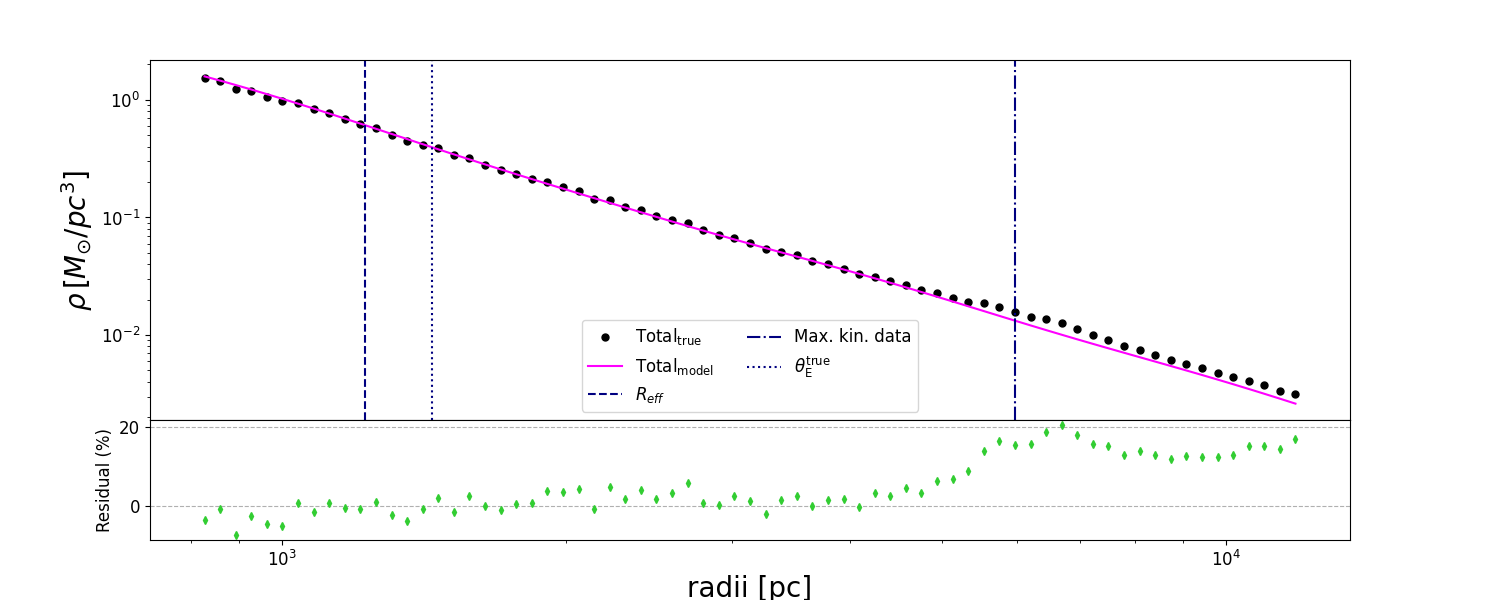 10⁰
10⁻¹
10⁻²
ρ [M⊙/pc³]
Total_true
Total_model
R_eff
Max. kin. data
θ_E^true
20
0
Residual (%)
10³
10⁴
radii [pc]